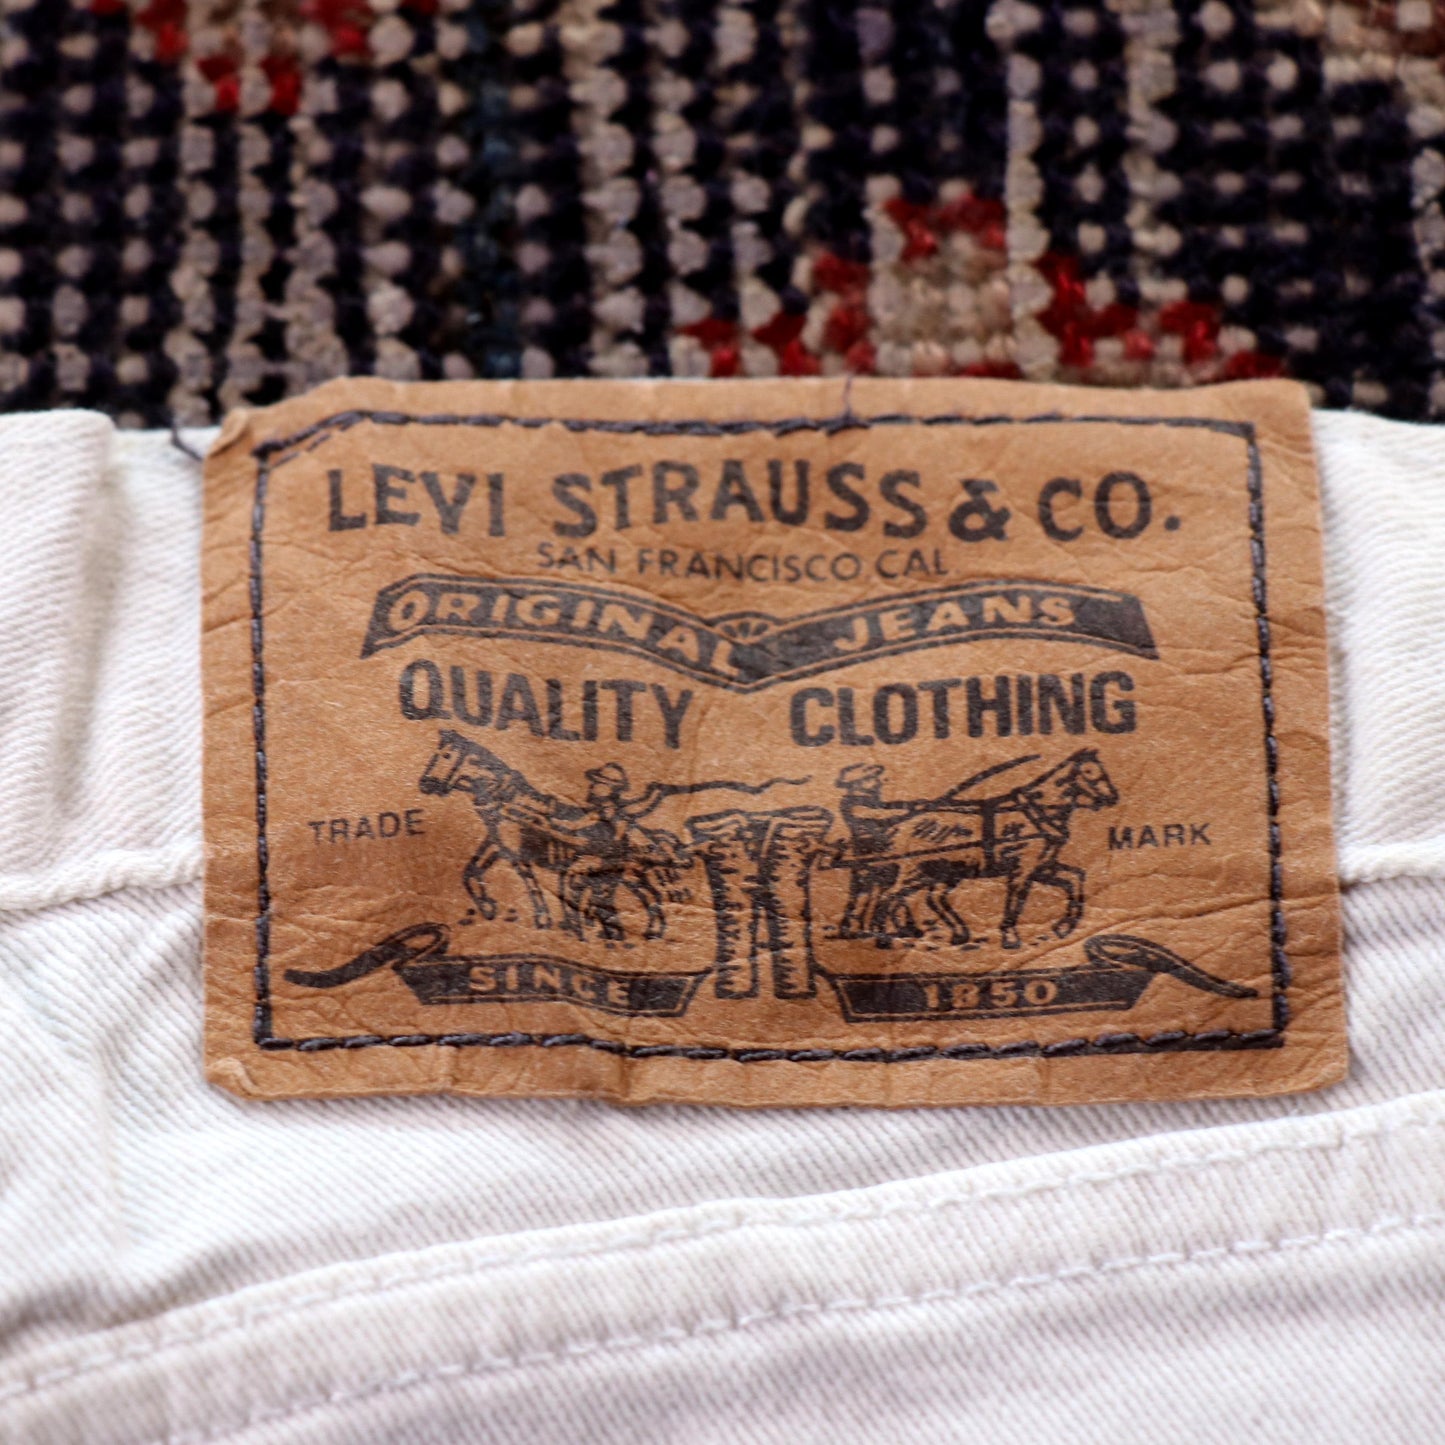 LEVI STRAUSS & CO.
SAN FRANCISCO, CAL
ORIGINAL JEANS
QUALITY CLOTHING
TRADE MARK
SINCE 1850